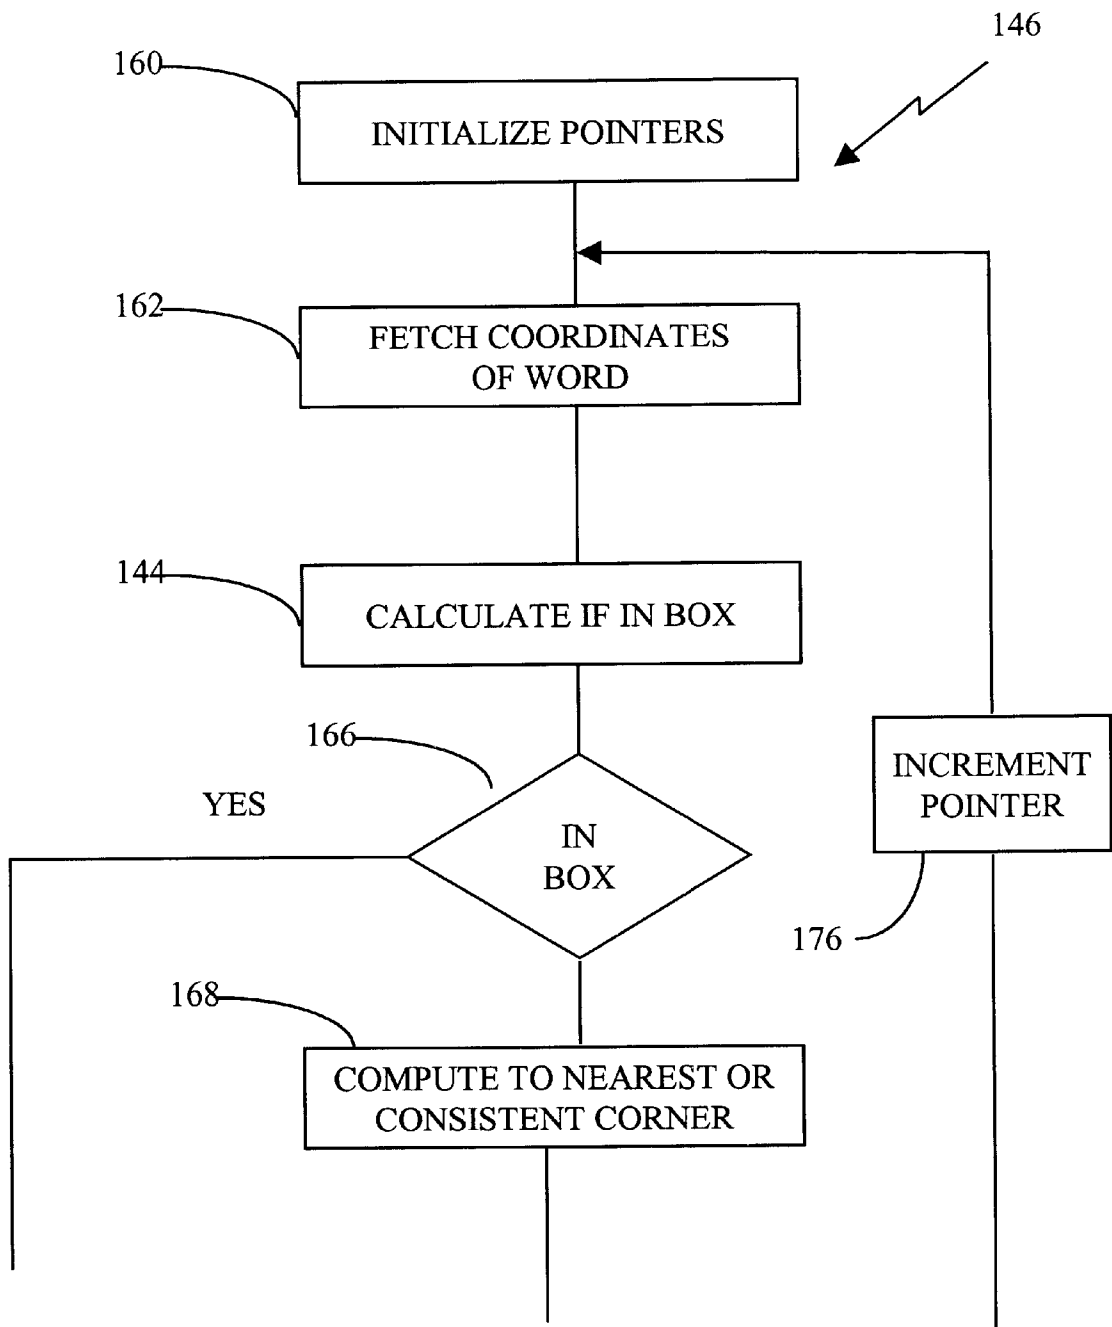 146
160
INITIALIZE POINTERS
162
FETCH COORDINATES
OF WORD
144
CALCULATE IF IN BOX
166
YES
IN
BOX
INCREMENT
POINTER
176
168
COMPUTE TO NEAREST OR
CONSISTENT CORNER